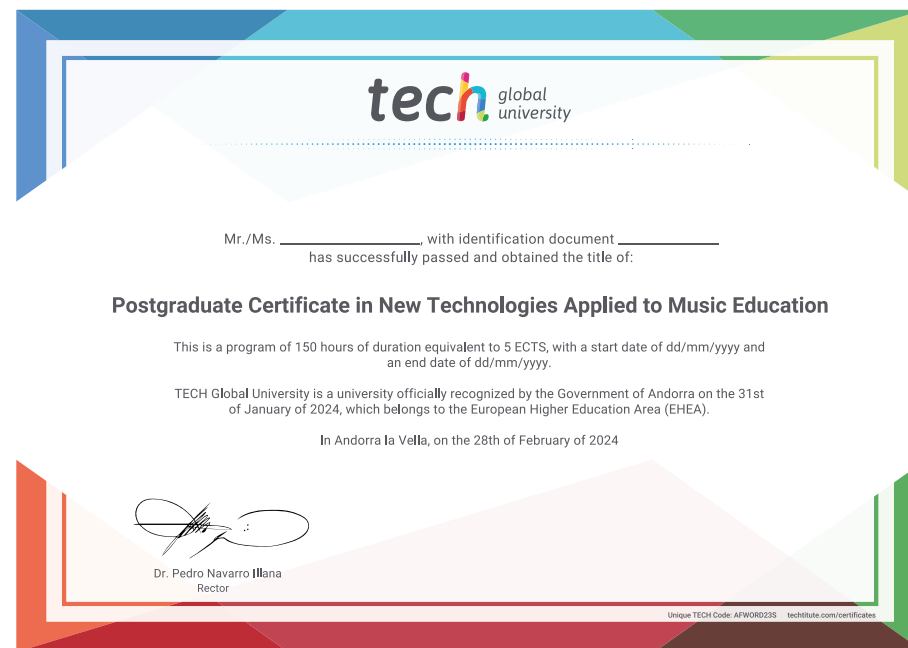 tech global university
Mr./Ms. ____________________, with identification document ______________
has successfully passed and obtained the title of:
Postgraduate Certificate in New Technologies Applied to Music Education
This is a program of 150 hours of duration equivalent to 5 ECTS, with a start date of dd/mm/yyyy and
an end date of dd/mm/yyyy.
TECH Global University is a university officially recognized by the Government of Andorra on the 31st
of January of 2024, which belongs to the European Higher Education Area (EHEA).
In Andorra la Vella, on the 28th of February of 2024
Dr. Pedro Navarro Illana
Rector
Unique TECH Code: AFWORD23S techtitute.com/certificates